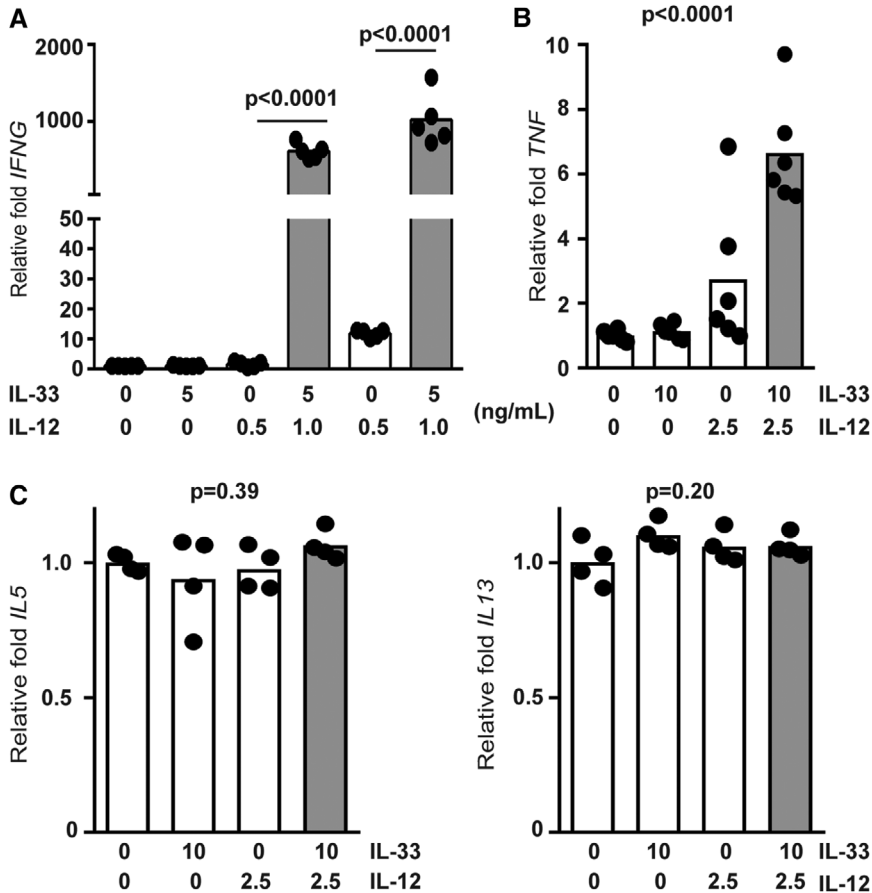 A
Relative fold IFNG
2000
1000
50
40
30
20
10
0
p<0.0001
p<0.0001
IL-33 0 5 0 5 0 5
IL-12 0 0 0.5 1.0 0.5 1.0
(ng/mL)
B
p<0.0001
Relative fold TNF
10
8
6
4
2
0
0 10 0 10 IL-33
0 0 2.5 2.5 IL-12
C
p=0.39
Relative fold IL5
1.0
0.5
0
0 10 0 10 IL-33
0 0 2.5 2.5 IL-12
p=0.20
Relative fold IL13
1.0
0.5
0
0 10 0 10 IL-33
0 0 2.5 2.5 IL-12